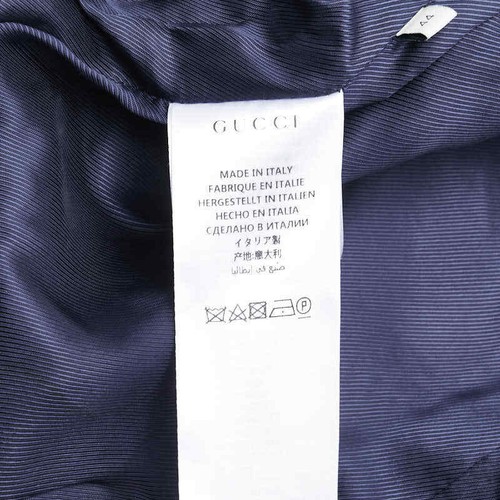 44
GUCCI
MADE IN ITALY
FABRIQUE EN ITALIE
HERGESTELLT IN ITALIEN
HECHO EN ITALIA
СДЕЛАНО В ИТАЛИИ
イタリア製
产地:意大利
صنع في إيطاليا
P